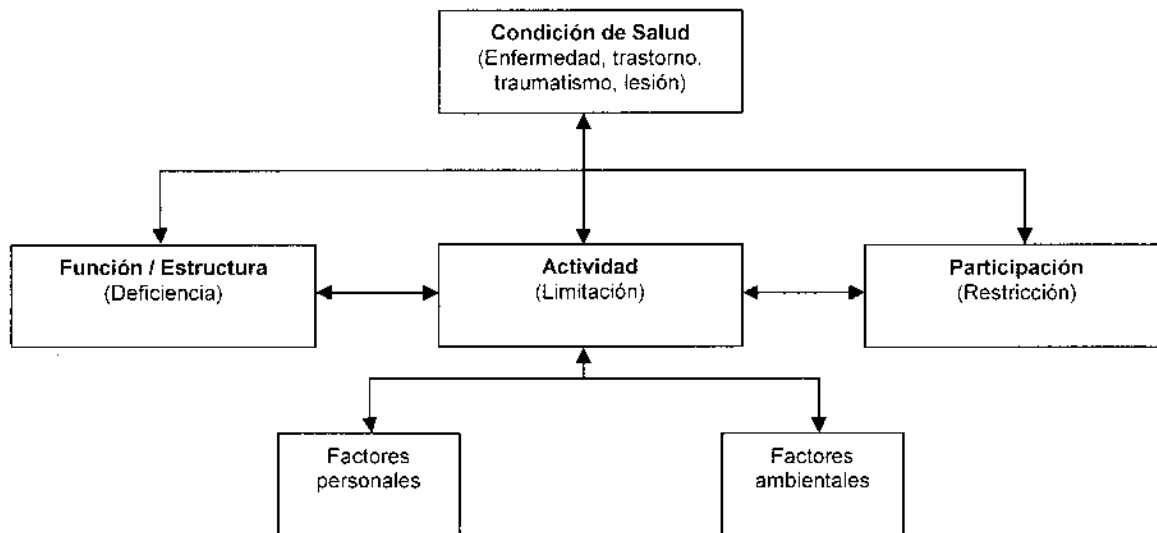 Condición de Salud
(Enfermedad, trastorno,
traumatismo, lesión)
Función / Estructura
(Deficiencia)
Actividad
(Limitación)
Participación
(Restricción)
Factores
personales
Factores
ambientales